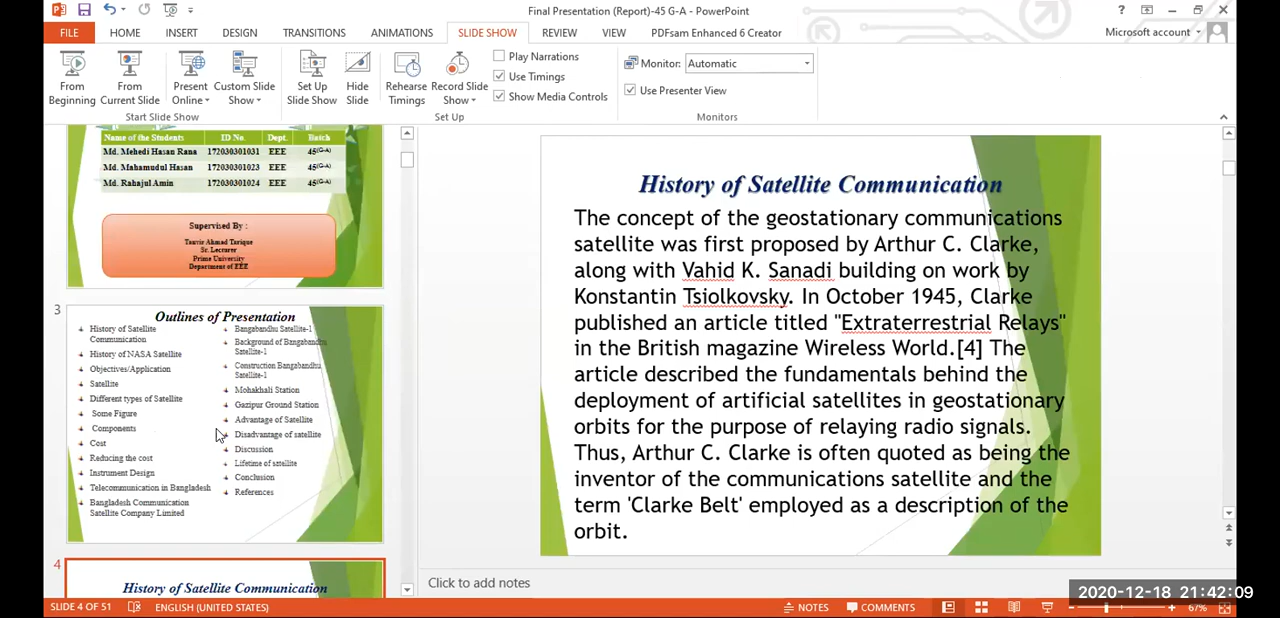 Final Presentation (Report)-45 G-A - PowerPoint
FILE HOME INSERT DESIGN TRANSITIONS ANIMATIONS SLIDE SHOW REVIEW VIEW PDFsam Enhanced 6 Creator Microsoft account
From Beginning
From Current Slide
Present Online
Custom Slide Show
Set Up Slide Show
Hide Slide
Rehearse Timings
Record Slide Show
Play Narrations
Use Timings
Show Media Controls
Monitor: Automatic
Use Presenter View
Start Slide Show
Set Up
Monitors
Name of the Students ID No. Dept. Batch
Md. Mehedi Hasan Rana 172030301031 EEE 45(G-A)
Md. Mahamudul Hasan 172030301023 EEE 45(G-A)
Md. Rahajul Amin 172030301024 EEE 45(G-A)
Supervised By :
Tanvir Ahmad Tarique
Sr. Lecturer
Prime University
Department of EEE
3
Outlines of Presentation
History of Satellite
Communication
History of NASA Satellite
Objectives/Application
Satellite
Different types of Satellite
Some Figure
Components
Cost
Reducing the cost
Instrument Design
Telecommunication in Bangladesh
Bangladesh Communication
Satellite Company Limited
Bangabandhu Satellite-1
Background of Bangabandhu
Satellite-1
Construction Bangabandhu
Satellite-1
Mohakhali Station
Gazipur Ground Station
Advantage of Satellite
Disadvantage of satellite
Discussion
Lifetime of satellite
Conclusion
References
4
History of Satellite Communication
History of Satellite Communication
The concept of the geostationary communications
satellite was first proposed by Arthur C. Clarke,
along with Vahid K. Sanadi building on work by
Konstantin Tsiolkovsky. In October 1945, Clarke
published an article titled "Extraterrestrial Relays"
in the British magazine Wireless World.[4] The
article described the fundamentals behind the
deployment of artificial satellites in geostationary
orbits for the purpose of relaying radio signals.
Thus, Arthur C. Clarke is often quoted as being the
inventor of the communications satellite and the
term 'Clarke Belt' employed as a description of the
orbit.
Click to add notes
2020-12-18 21:42:09
SLIDE 4 OF 51 ENGLISH (UNITED STATES) NOTES COMMENTS 67%